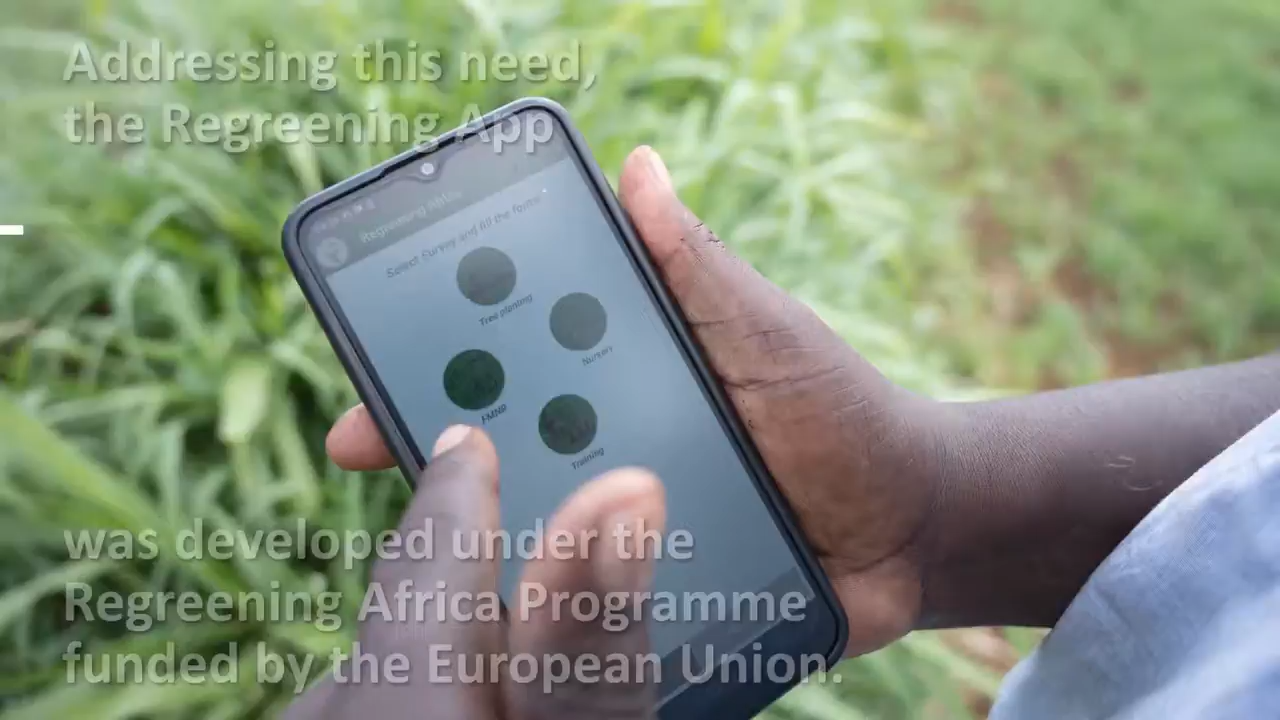 Addressing this need,
the Regreening App
Regreening
Select Survey and fill the forms
Tree planting
Nursery
FMNR
Training
was developed under the
Regreening Africa Programme
funded by the European Union.